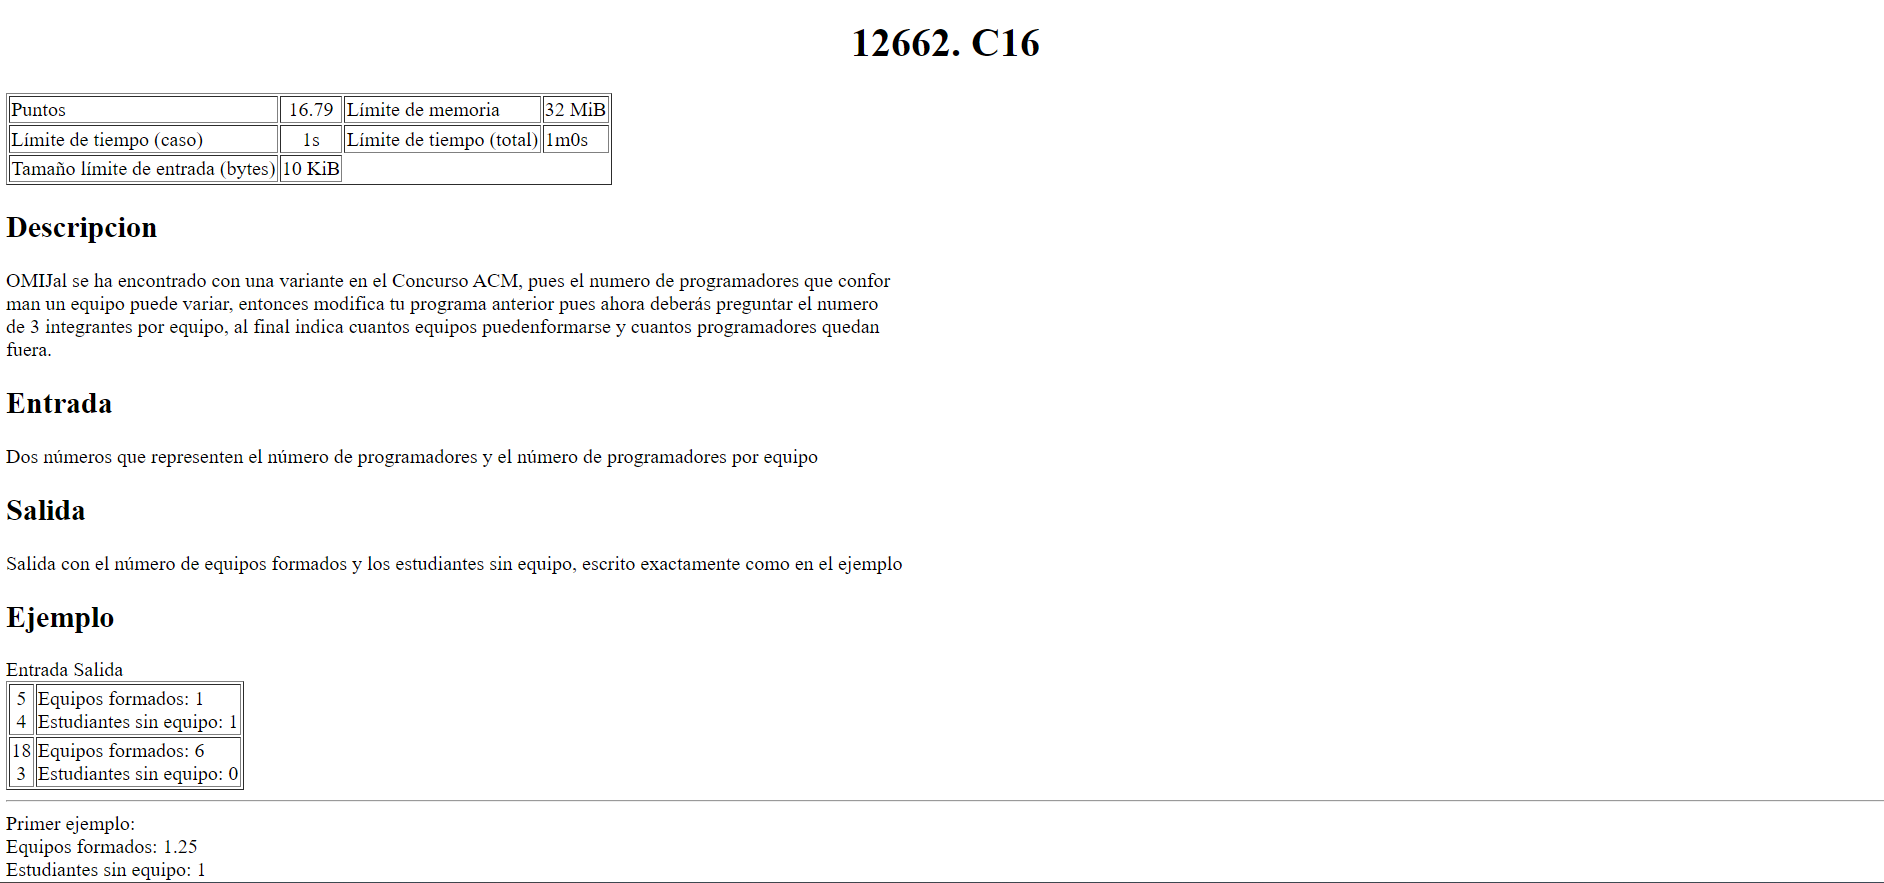 12662. C16
Puntos 16.79 Límite de memoria 32 MiB
Límite de tiempo (caso) 1s Límite de tiempo (total) 1m0s
Tamaño límite de entrada (bytes) 10 KiB
Descripcion
OMIJal se ha encontrado con una variante en el Concurso ACM, pues el numero de programadores que confor
man un equipo puede variar, entonces modifica tu programa anterior pues ahora deberás preguntar el numero
de 3 integrantes por equipo, al final indica cuantos equipos puedenformarse y cuantos programadores quedan
fuera.
Entrada
Dos números que representen el número de programadores y el número de programadores por equipo
Salida
Salida con el número de equipos formados y los estudiantes sin equipo, escrito exactamente como en el ejemplo
Ejemplo
Entrada Salida
5 Equipos formados: 1
4 Estudiantes sin equipo: 1
18 Equipos formados: 6
3 Estudiantes sin equipo: 0
Primer ejemplo:
Equipos formados: 1.25
Estudiantes sin equipo: 1